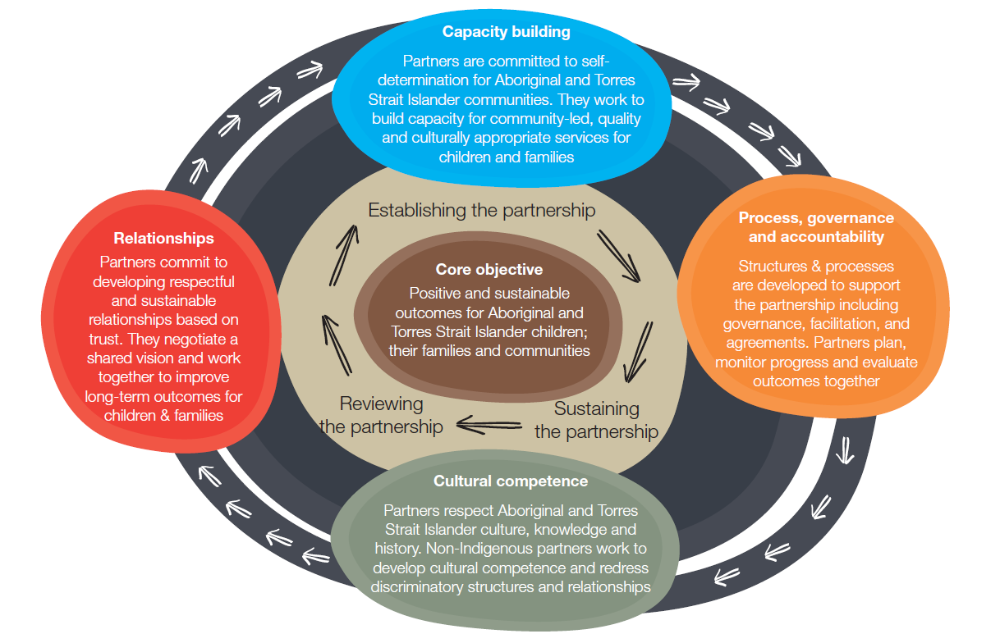 Capacity building
Partners are committed to self-
determination for Aboriginal and Torres
Strait Islander communities. They work to
build capacity for community-led, quality
and culturally appropriate services for
children and families
Relationships
Partners commit to
developing respectful
and sustainable
relationships based on
trust. They negotiate a
shared vision and work
together to improve
long-term outcomes for
children & families
Establishing the partnership
Core objective
Positive and sustainable
outcomes for Aboriginal and
Torres Strait Islander children;
their families and communities
Reviewing
the partnership
Sustaining
the partnership
Process, governance
and accountability
Structures & processes
are developed to support
the partnership including
governance, facilitation, and
agreements. Partners plan,
monitor progress and evaluate
outcomes together
Cultural competence
Partners respect Aboriginal and Torres
Strait Islander culture, knowledge and
history. Non-Indigenous partners work to
develop cultural competence and redress
discriminatory structures and relationships